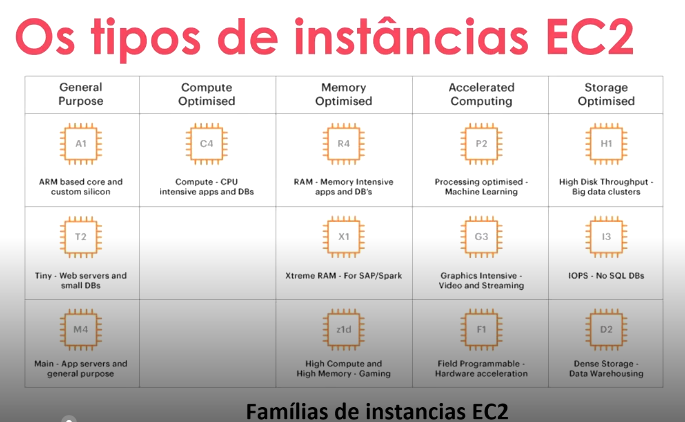 Os tipos de instâncias EC2
General
Purpose
Compute
Optimised
Memory
Optimised
Accelerated
Computing
Storage
Optimised
A1
ARM based core and
custom silicon
C4
Compute - CPU
intensive apps and DBs
R4
RAM - Memory Intensive
apps and DB's
P2
Processing optimised -
Machine Learning
H1
High Disk Throughput -
Big data clusters
T2
Tiny - Web servers and
small DBs
X1
Xtreme RAM - For SAP/Spark
G3
Graphics Intensive -
Video and Streaming
I3
IOPS - No SQL DBs
M4
Main - App servers and
general purpose
z1d
High Compute and
High Memory - Gaming
F1
Field Programmable -
Hardware acceleration
D2
Dense Storage -
Data Warehousing
Famílias de instancias EC2